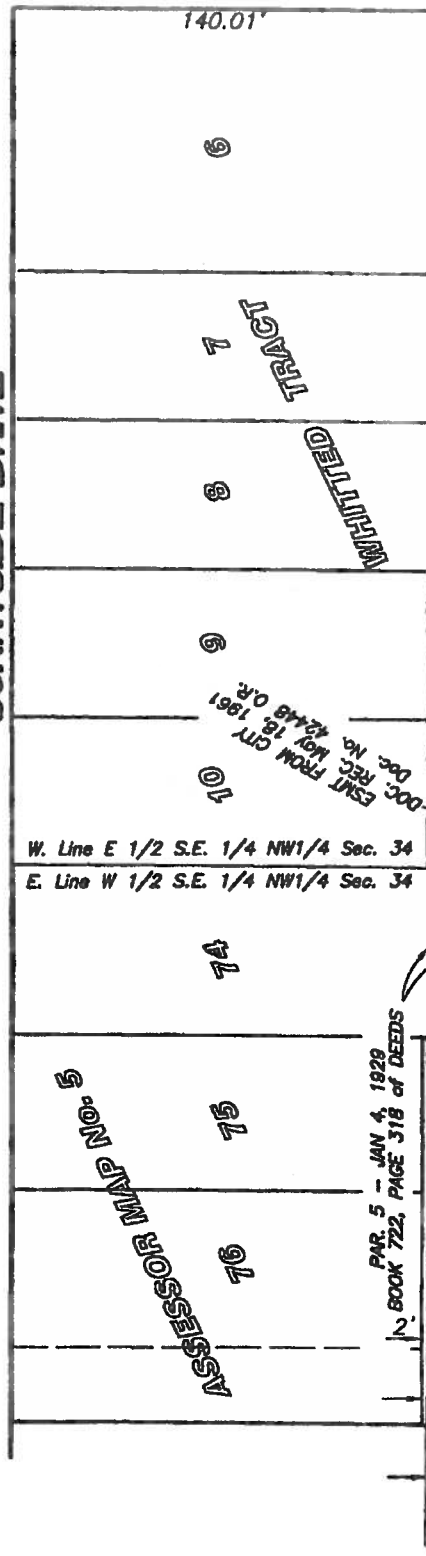 140.01'
6
7
8
9
10
WHITTED TRACT
ESMT FROM CITY
DOC. REC. May 18, 1961
Doc. No. 42448 O.R.
W. Line E 1/2 S.E. 1/4 NW1/4 Sec. 34
E. Line W 1/2 S.E. 1/4 NW1/4 Sec. 34
74
75
76
ASSESSOR MAP No. 5
PAR. 5 - JAN 4, 1929
BOOK 722, PAGE 318 of DEEDS
2'